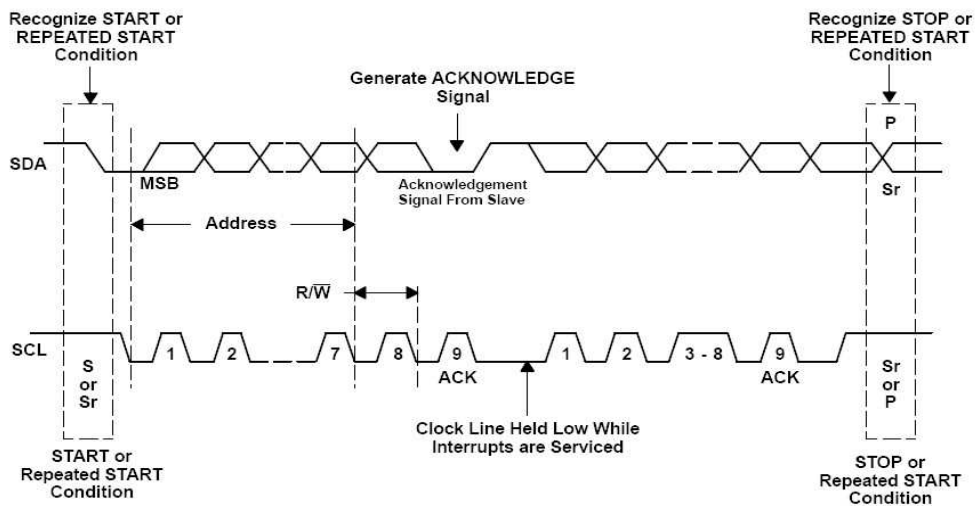 Recognize START or
REPEATED START
Condition
Recognize STOP or
REPEATED START
Condition
Generate ACKNOWLEDGE
Signal
P
SDA
MSB
Acknowledgement
Signal From Slave
Sr
Address
R/W̅
SCL
1
2
7
8
9
1
2
3 - 8
9
ACK
ACK
S
or
Sr
Sr
or
P
Clock Line Held Low While
Interrupts are Serviced
START or
Repeated START
Condition
STOP or
Repeated START
Condition